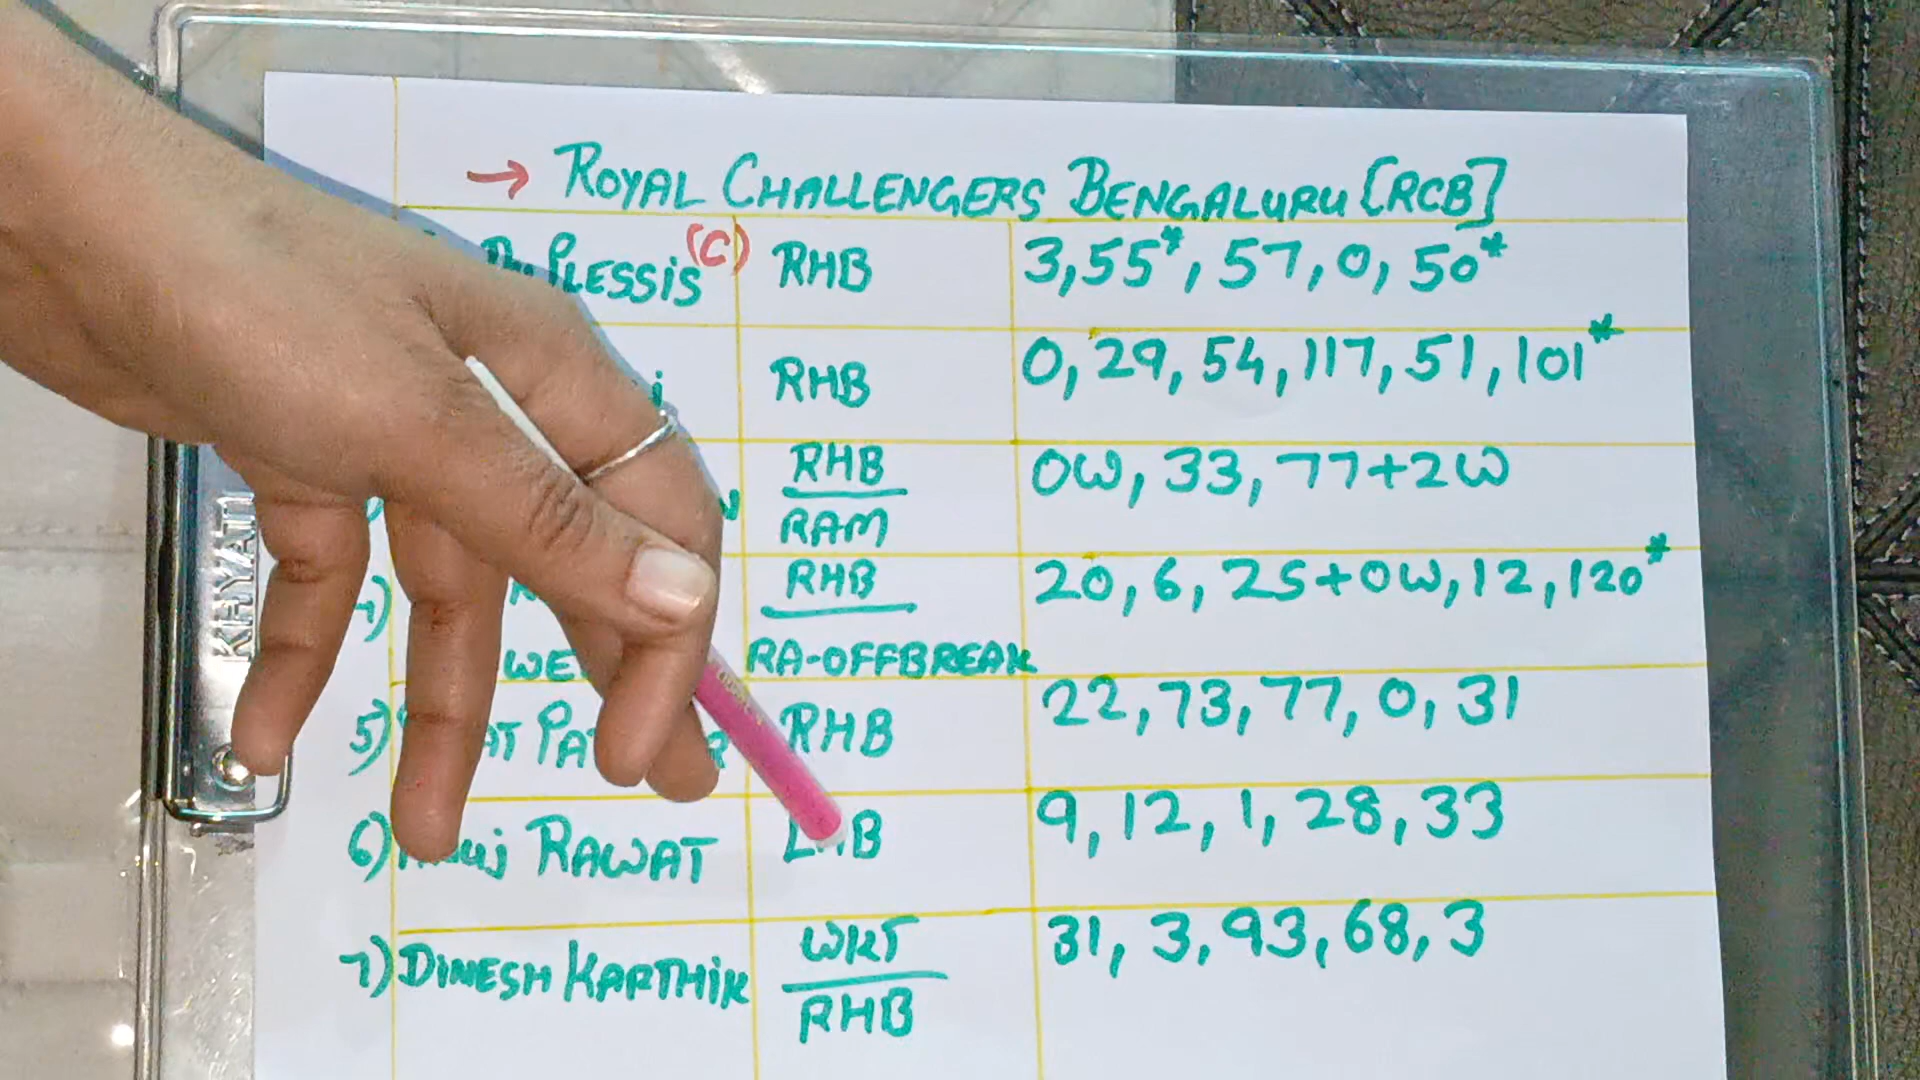 → ROYAL CHALLENGERS BENGALURU [RCB]
PLESSIS (C) RHB 3, 55*, 57, 0, 50*
RHB 0, 29, 54, 117, 51, 101*
RHB 0W, 33, 77+2W
RAM
RHB 20, 6, 25+0W, 12, 120*
RA-OFFBREAK
5) RHB 22, 73, 77, 0, 31
6) RAWAT 9, 12, 1, 28, 33
7) DINESH KARTHIK WKT 31, 3, 93, 68, 3
RHB
KHYATI